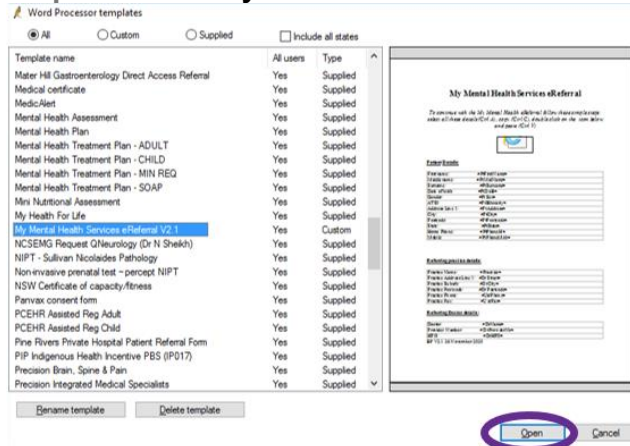 Word Processor templates
All Custom Supplied Include all states
Template name All users Type
Mater Hill Gastroenterology Direct Access Referral Yes Supplied
Medical certificate Yes Supplied
MedicAlert Yes Supplied
Mental Health Assessment Yes Supplied
Mental Health Plan Yes Supplied
Mental Health Treatment Plan - ADULT Yes Supplied
Mental Health Treatment Plan - CHILD Yes Supplied
Mental Health Treatment Plan - MIN REQ Yes Supplied
Mental Health Treatment Plan - SOAP Yes Supplied
Mini Nutritional Assessment Yes Supplied
My Health For Life Yes Supplied
My Mental Health Services eReferral V2.1 Yes Custom
NCSEMG Request QNeurology (Dr N Sheikh) Yes Supplied
NIPT - Sullivan Nicolaides Pathology Yes Supplied
Non-invasive prenatal test ~ percept NIPT Yes Supplied
NSW Certificate of capacity/fitness Yes Supplied
Panvax consent form Yes Supplied
PCEHR Assisted Reg Adult Yes Supplied
PCEHR Assisted Reg Child Yes Supplied
Pine Rivers Private Hospital Patient Referral Form Yes Supplied
PIP Indigenous Health Incentive PBS (IP017) Yes Supplied
Precision Brain, Spine & Pain Yes Supplied
Precision Integrated Medical Specialists Yes Supplied
My Mental Health Services eReferral
Patient Details:
Referring practice details:
Referring Doctor details:
Rename template Delete template
Open Cancel